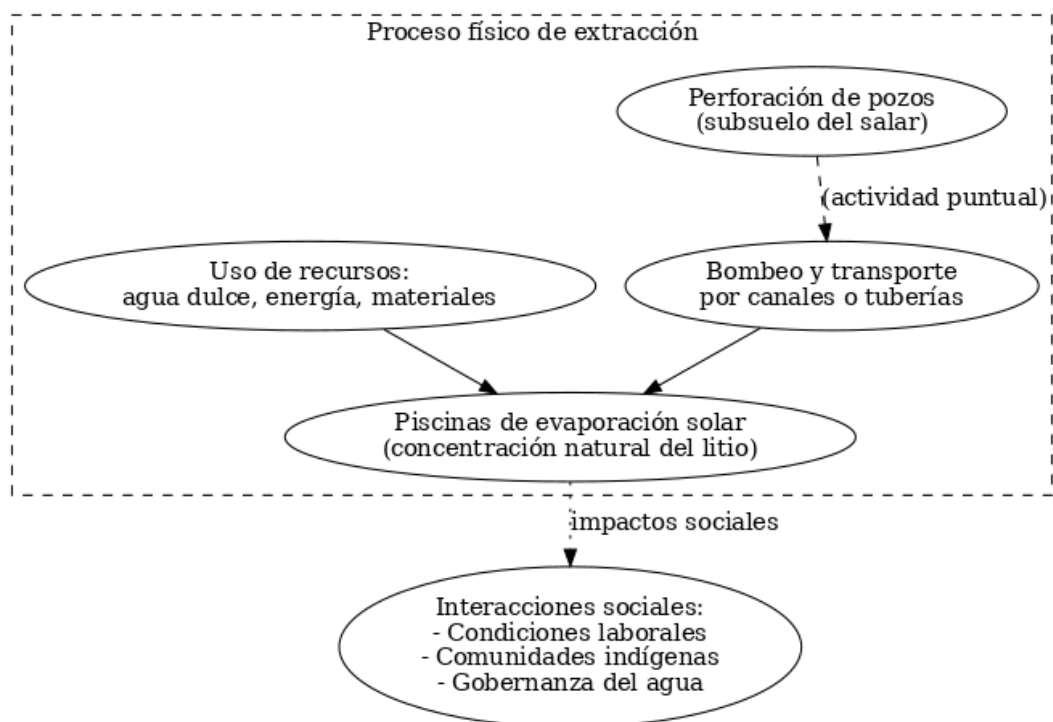 Proceso físico de extracción
Perforación de pozos
(subsuelo del salar)
(actividad puntual)
Uso de recursos:
agua dulce, energía, materiales
Bombeo y transporte
por canales o tuberías
Piscinas de evaporación solar
(concentración natural del litio)
impactos sociales
Interacciones sociales:
- Condiciones laborales
- Comunidades indígenas
- Gobernanza del agua